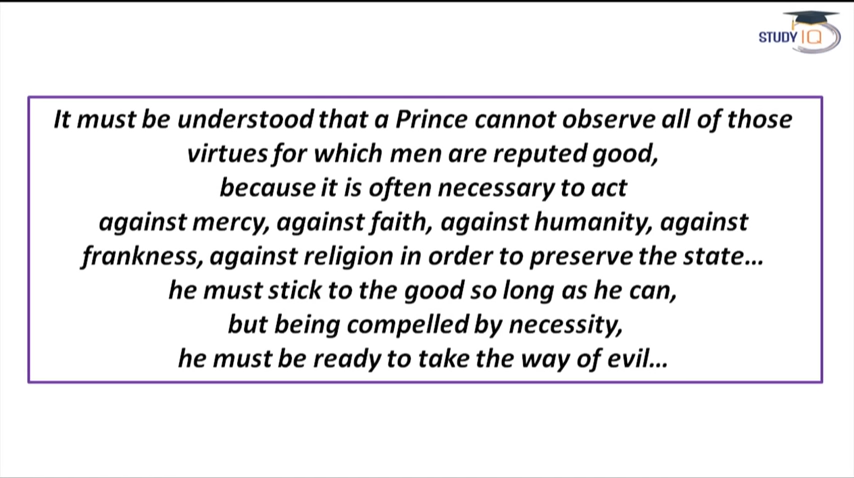 STUDY IQ
It must be understood that a Prince cannot observe all of those
virtues for which men are reputed good,
because it is often necessary to act
against mercy, against faith, against humanity, against
frankness, against religion in order to preserve the state...
he must stick to the good so long as he can,
but being compelled by necessity,
he must be ready to take the way of evil...